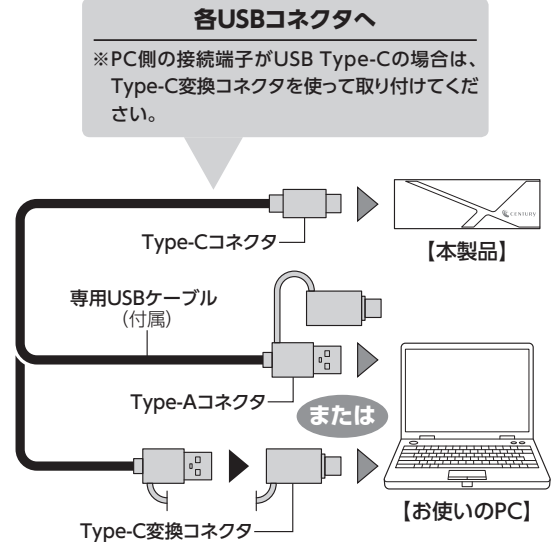 各USBコネクタへ
※PC側の接続端子がUSB Type-Cの場合は、
Type-C変換コネクタを使って取り付けてくだ
さい。
CENTURY
Type-Cコネクタ
【本製品】
専用USBケーブル
（付属）
Type-Aコネクタ
または
【お使いのPC】
Type-C変換コネクタ